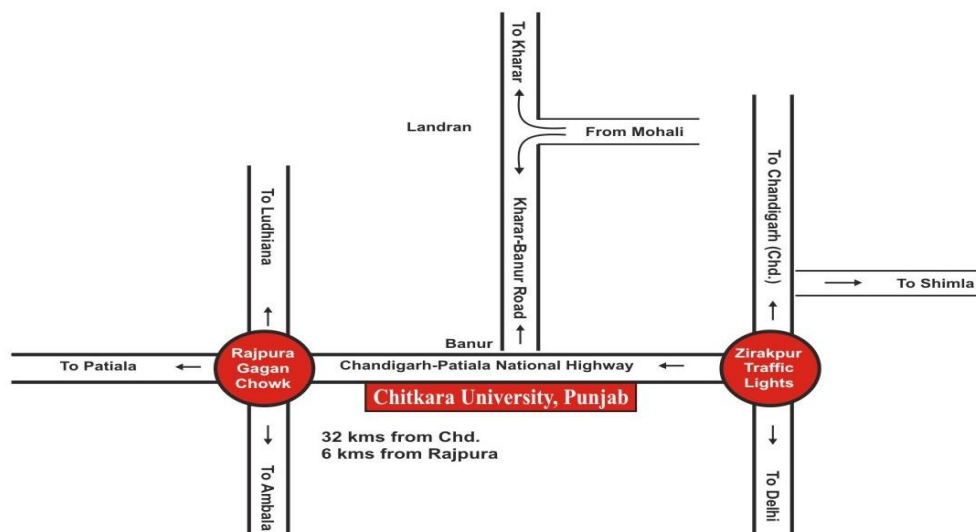 To Kharar
Landran
From Mohali
To Ludhiana
Kharar-Banur Road
To Chandigarh (Chd.)
To Shimla
Banur
To Patiala
Rajpura
Gagan
Chowk
Chandigarh-Patiala National Highway
Zirakpur
Traffic
Lights
Chitkara University, Punjab
32 kms from Chd.
6 kms from Rajpura
To Ambala
To Delhi